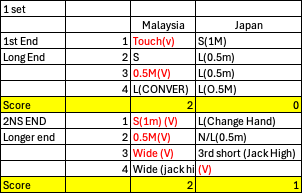 1 set
Malaysia Japan
1st End 1 Touch(v) S(1M)
Long End 2 S L(0.5m)
3 0.5M(V) L(0.5m)
4 L(CONVER) L(O.5M)
Score 2 0
2NS END 1 S(1m) (V) L(Change Hand)
Longer end 2 0.5M(V) N/L(0.5m)
3 Wide (V) 3rd short (Jack High)
4 Wide (jack hi (V)
Score 2 1